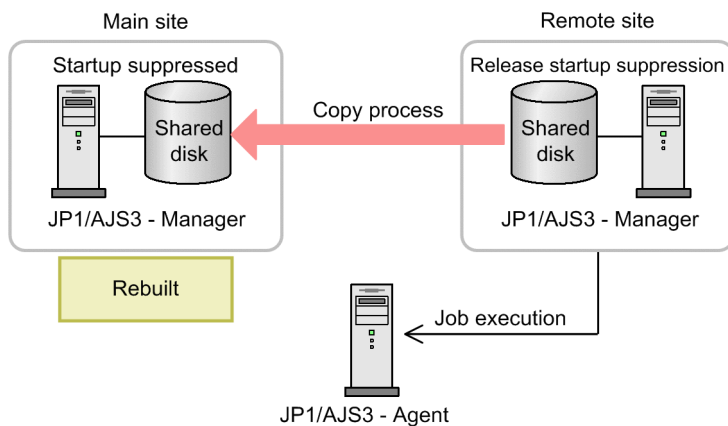 Main site
Remote site
Startup suppressed
Release startup suppression
Copy process
Shared
disk
Shared
disk
JP1/AJS3 - Manager
JP1/AJS3 - Manager
Rebuilt
Job execution
JP1/AJS3 - Agent